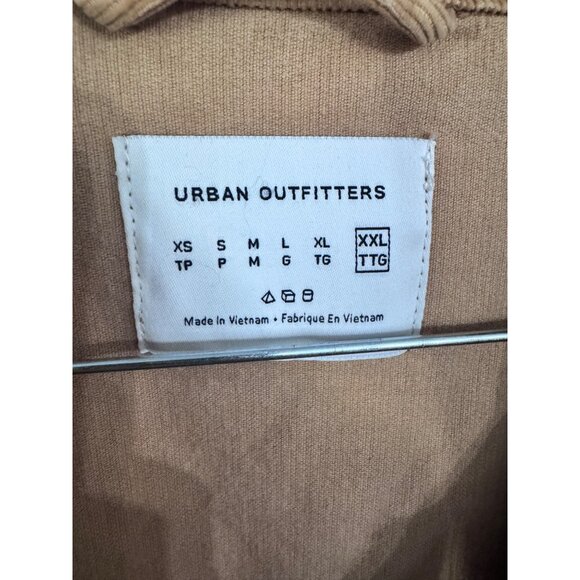 URBAN OUTFITTERS
XS S M L XL XXL
TP P M G TG TTG
Made In Vietnam • Fabrique En Vietnam